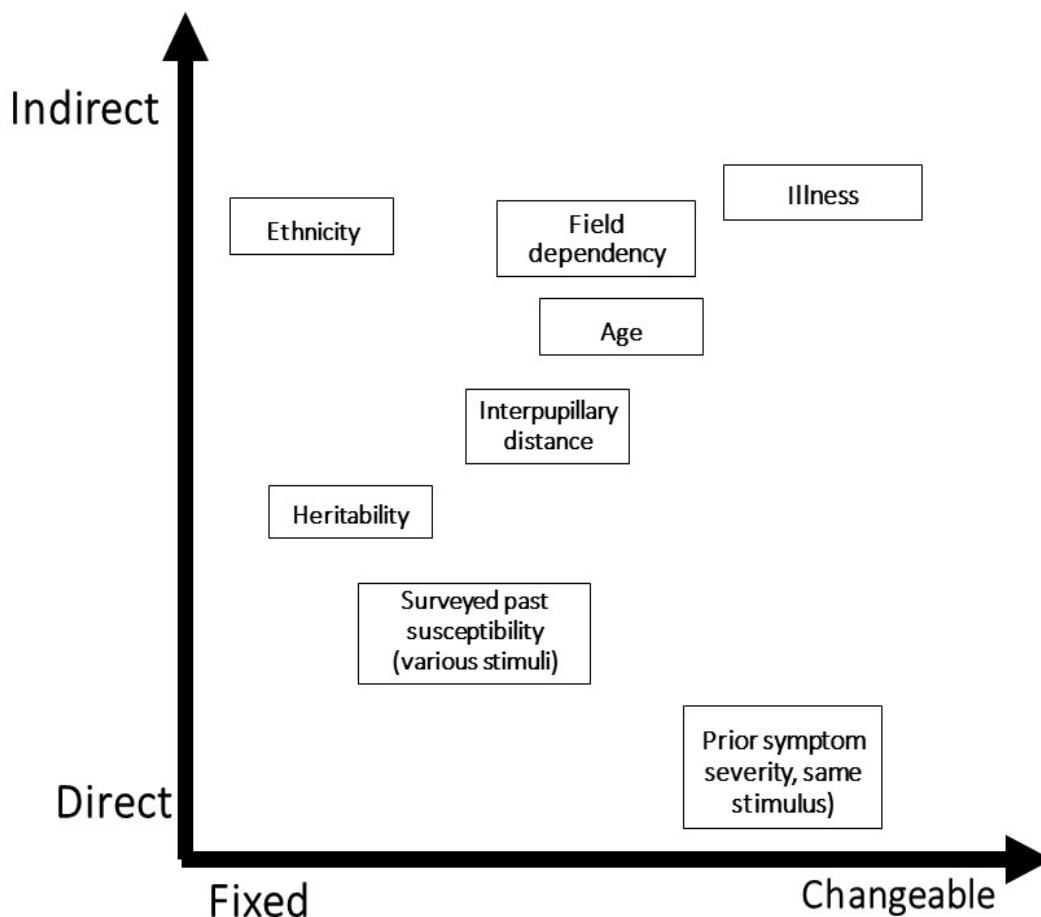 Indirect
Illness
Ethnicity
Field
dependency
Age
Interpupillary
distance
Heritability
Surveyed past
susceptibility
(various stimuli)
Prior symptom
severity, same
stimulus)
Direct
Fixed
Changeable